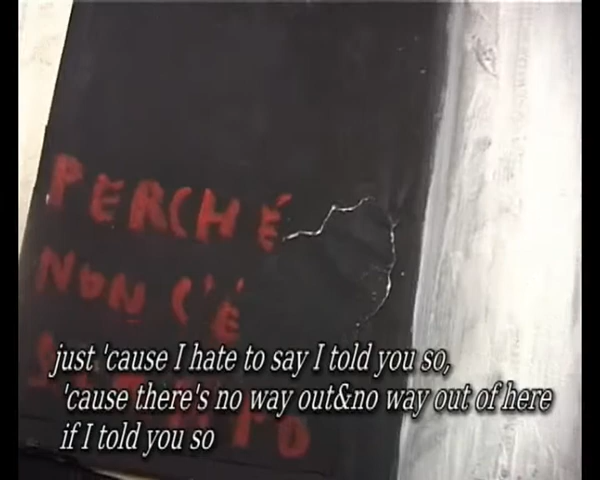 PERCHÉ
NON C'É
just 'cause I hate to say I told you so,
'cause there's no way out&no way out of here
if I told you so